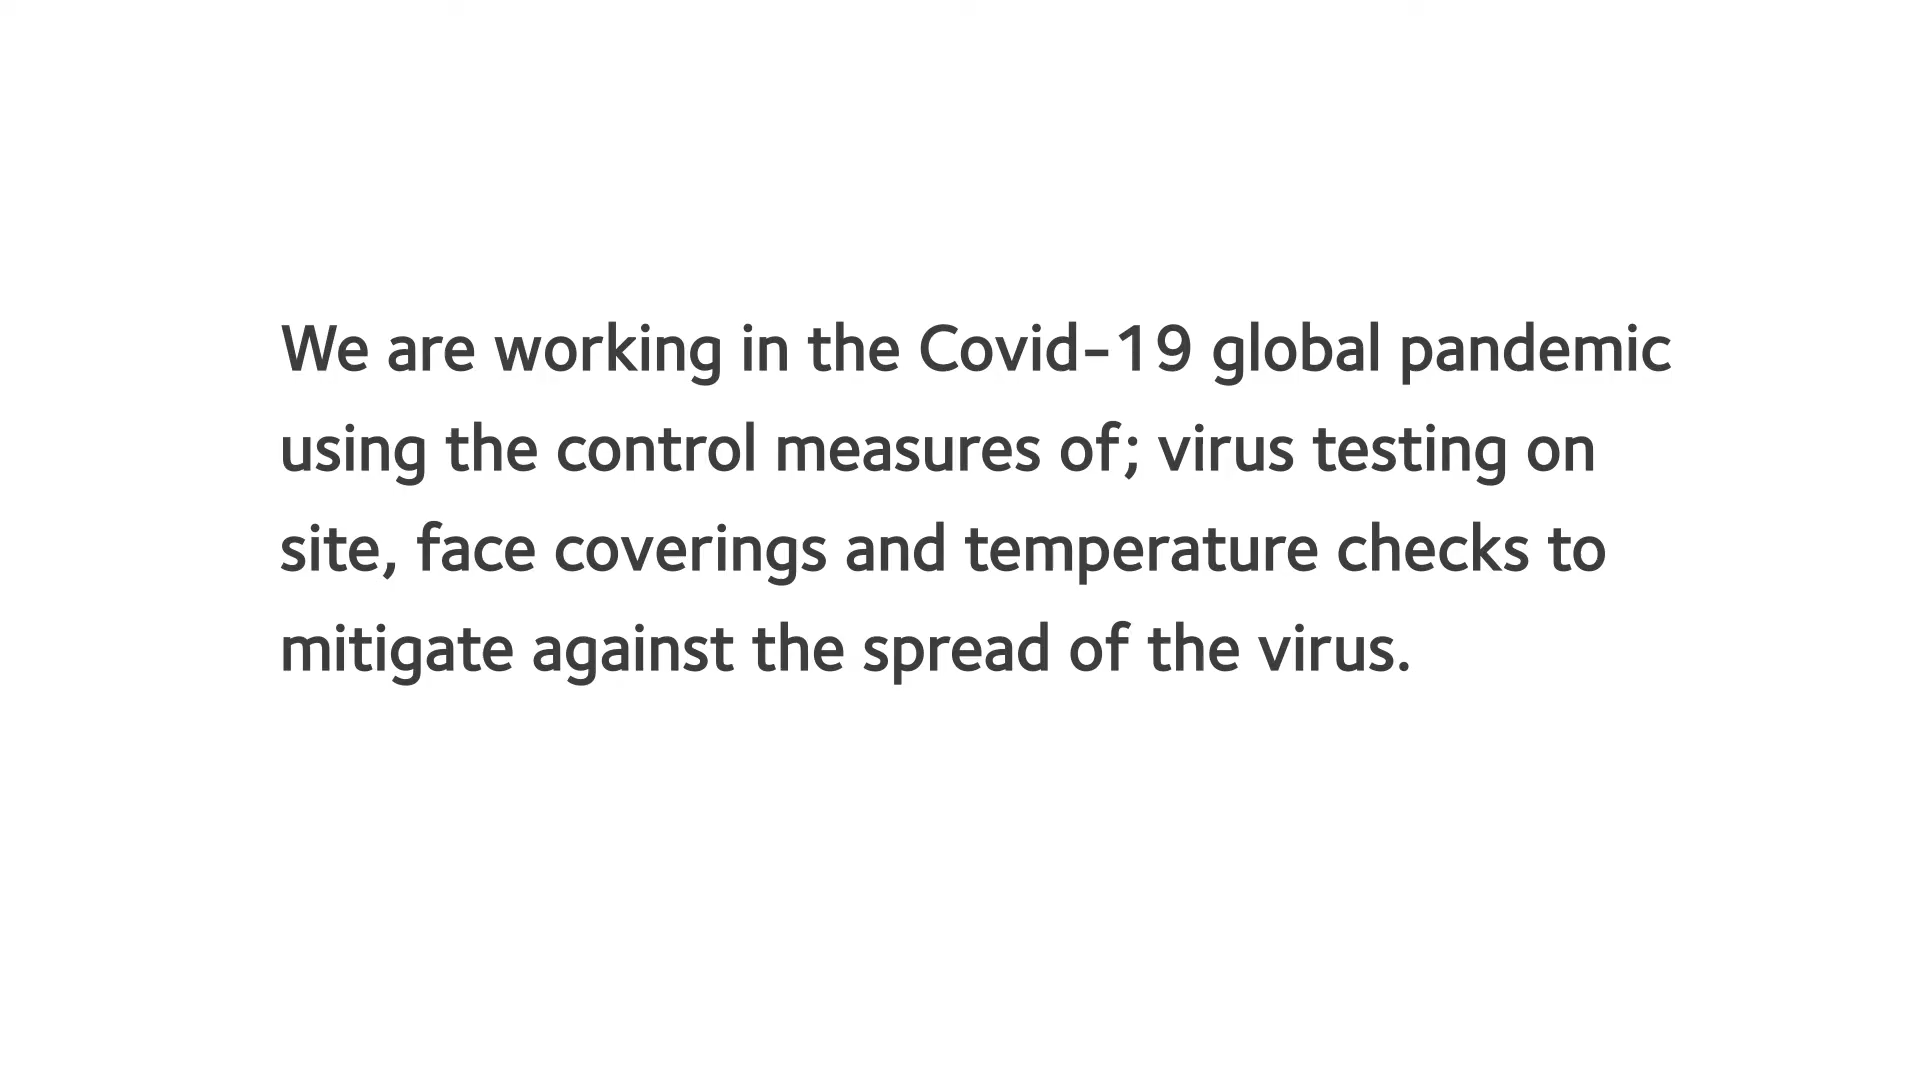 We are working in the Covid-19 global pandemic
using the control measures of; virus testing on
site, face coverings and temperature checks to
mitigate against the spread of the virus.